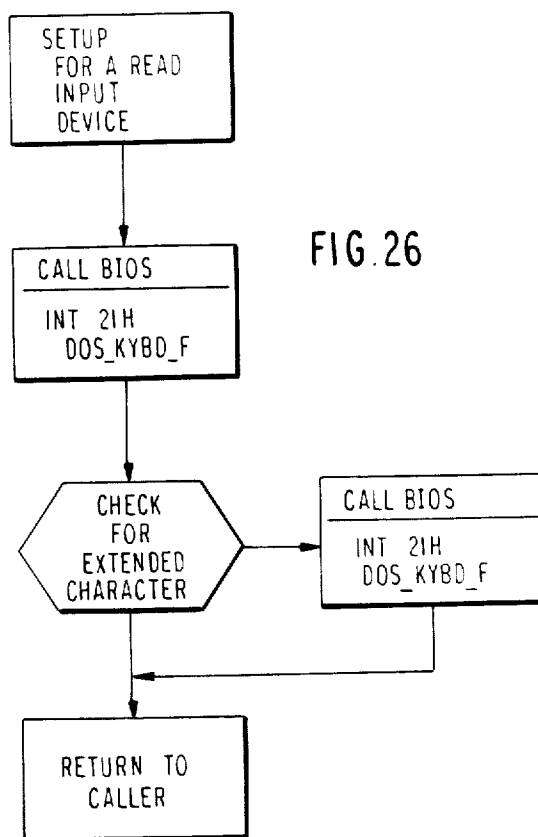 SETUP
FOR A READ
INPUT
DEVICE
FIG. 26
CALL BIOS
INT 21H
DOS_KYBD_F
CHECK
FOR
EXTENDED
CHARACTER
CALL BIOS
INT 21H
DOS_KYBD_F
RETURN TO
CALLER